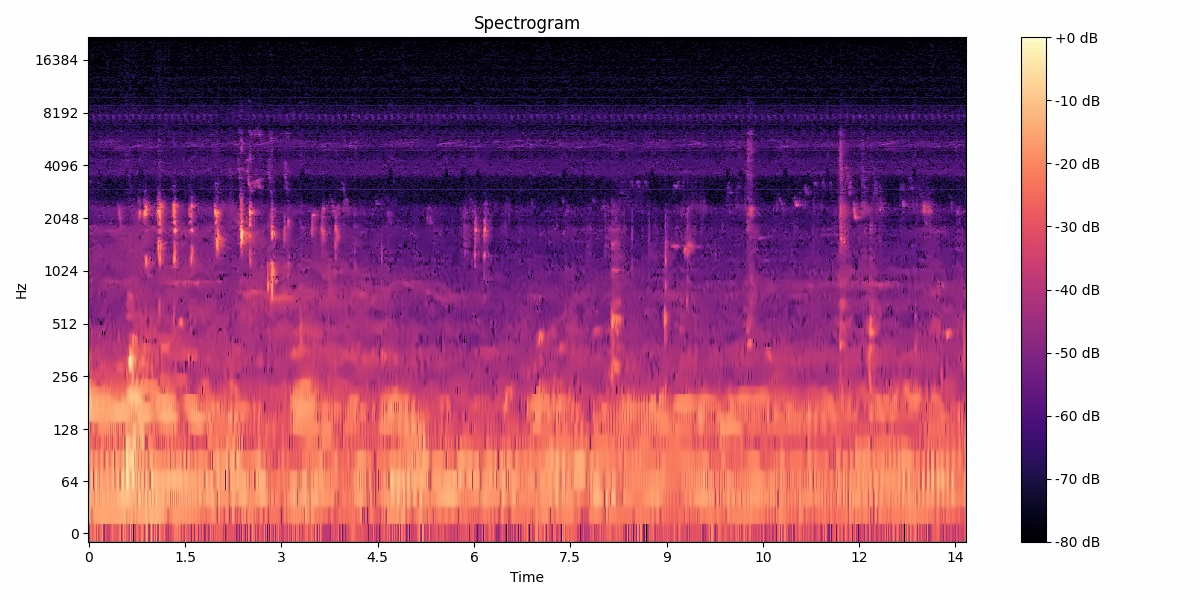 Spectrogram
16384
8192
4096
2048
1024
512
256
128
64
0
Hz
0 1.5 3 4.5 6 7.5 9 10 12 14
Time
+0 dB
-10 dB
-20 dB
-30 dB
-40 dB
-50 dB
-60 dB
-70 dB
-80 dB